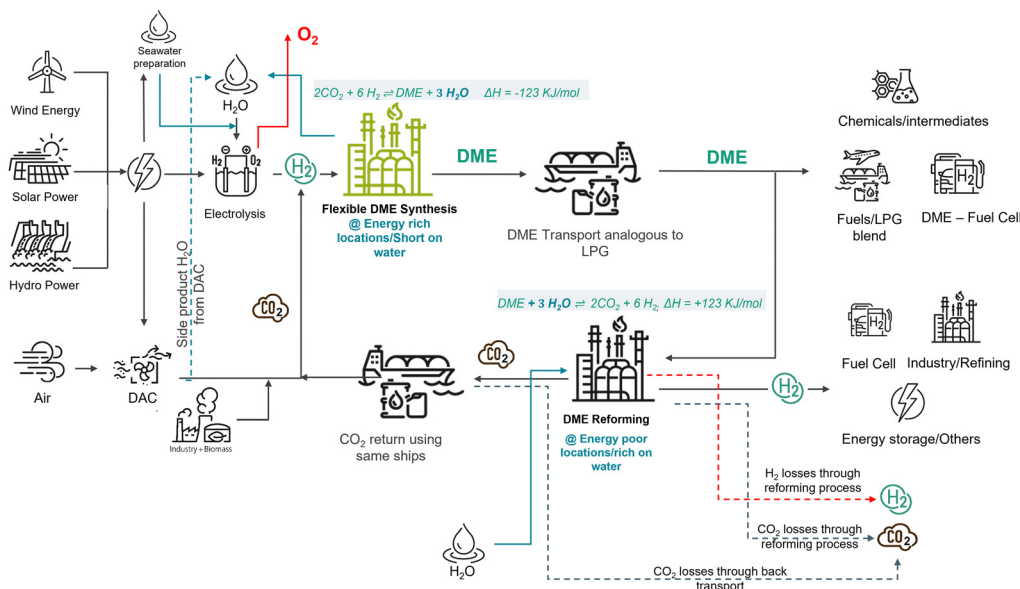 Seawater
preparation
O₂
H₂O
2CO₂ + 6 H₂ ⇌ DME + 3 H₂O ΔH = -123 KJ/mol
Wind Energy
Solar Power
Hydro Power
H₂ O₂
Electrolysis
H₂
Flexible DME Synthesis
@ Energy rich
locations/Short on
water
DME
DME Transport analogous to
LPG
DME
Chemicals/intermediates
Fuels/LPG
blend
H₂
DME – Fuel Cell
Side product H₂O
from DAC
CO₂
DME + 3 H₂O ⇌ 2CO₂ + 6 H₂, ΔH = +123 KJ/mol
Air
DAC
Industry+Biomass
CO₂ return using
same ships
CO₂
DME Reforming
@ Energy poor
locations/rich on
water
H₂
H₂
Fuel Cell
Industry/Refining
Energy storage/Others
H₂ losses through
reforming process
H₂
CO₂ losses through
reforming process
CO₂
H₂O
CO₂ losses through back
transport